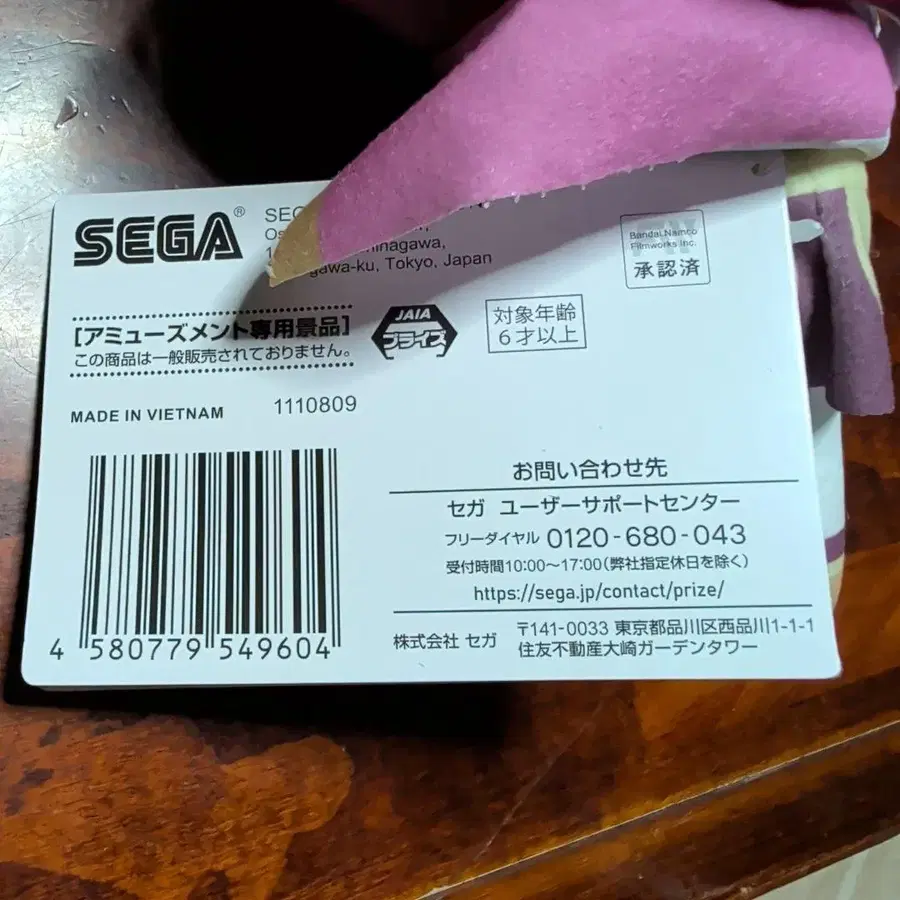 SEGA®
Tokyo, Japan
Bandai Namco
Filmworks Inc.
承認済
[アミューズメント専用景品]
この商品は一般販売されておりません。
JAIA
プライズ
対象年齢
6才以上
MADE IN VIETNAM 1110809
4 580779 549604
お問い合わせ先
セガ ユーザーサポートセンター
フリーダイヤル 0120-680-043
受付時間10:00~17:00(弊社指定休日を除く)
https://sega.jp/contact/prize/
株式会社 セガ
〒141-0033 東京都品川区西品川1-1-1
住友不動産大崎ガーデンタワー